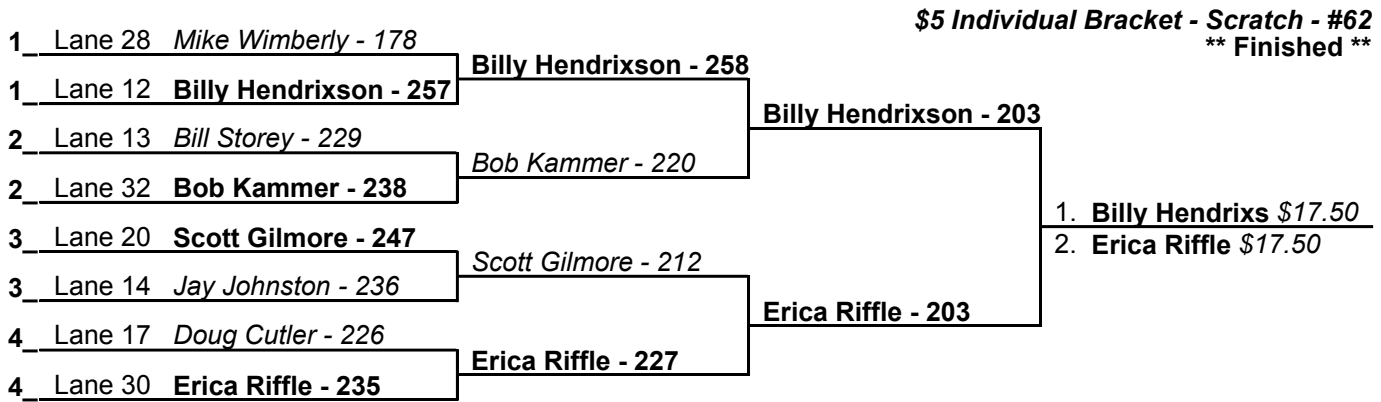 $5 Individual Bracket - Scratch - #62
** Finished **
1_ Lane 28 Mike Wimberly - 178
1_ Lane 12 Billy Hendrixson - 257
2_ Lane 13 Bill Storey - 229
2_ Lane 32 Bob Kammer - 238
3_ Lane 20 Scott Gilmore - 247
3_ Lane 14 Jay Johnston - 236
4_ Lane 17 Doug Cutler - 226
4_ Lane 30 Erica Riffle - 235
Billy Hendrixson - 258
Bob Kammer - 220
Scott Gilmore - 212
Erica Riffle - 227
Billy Hendrixson - 203
Erica Riffle - 203
1. Billy Hendrixs $17.50
2. Erica Riffle $17.50